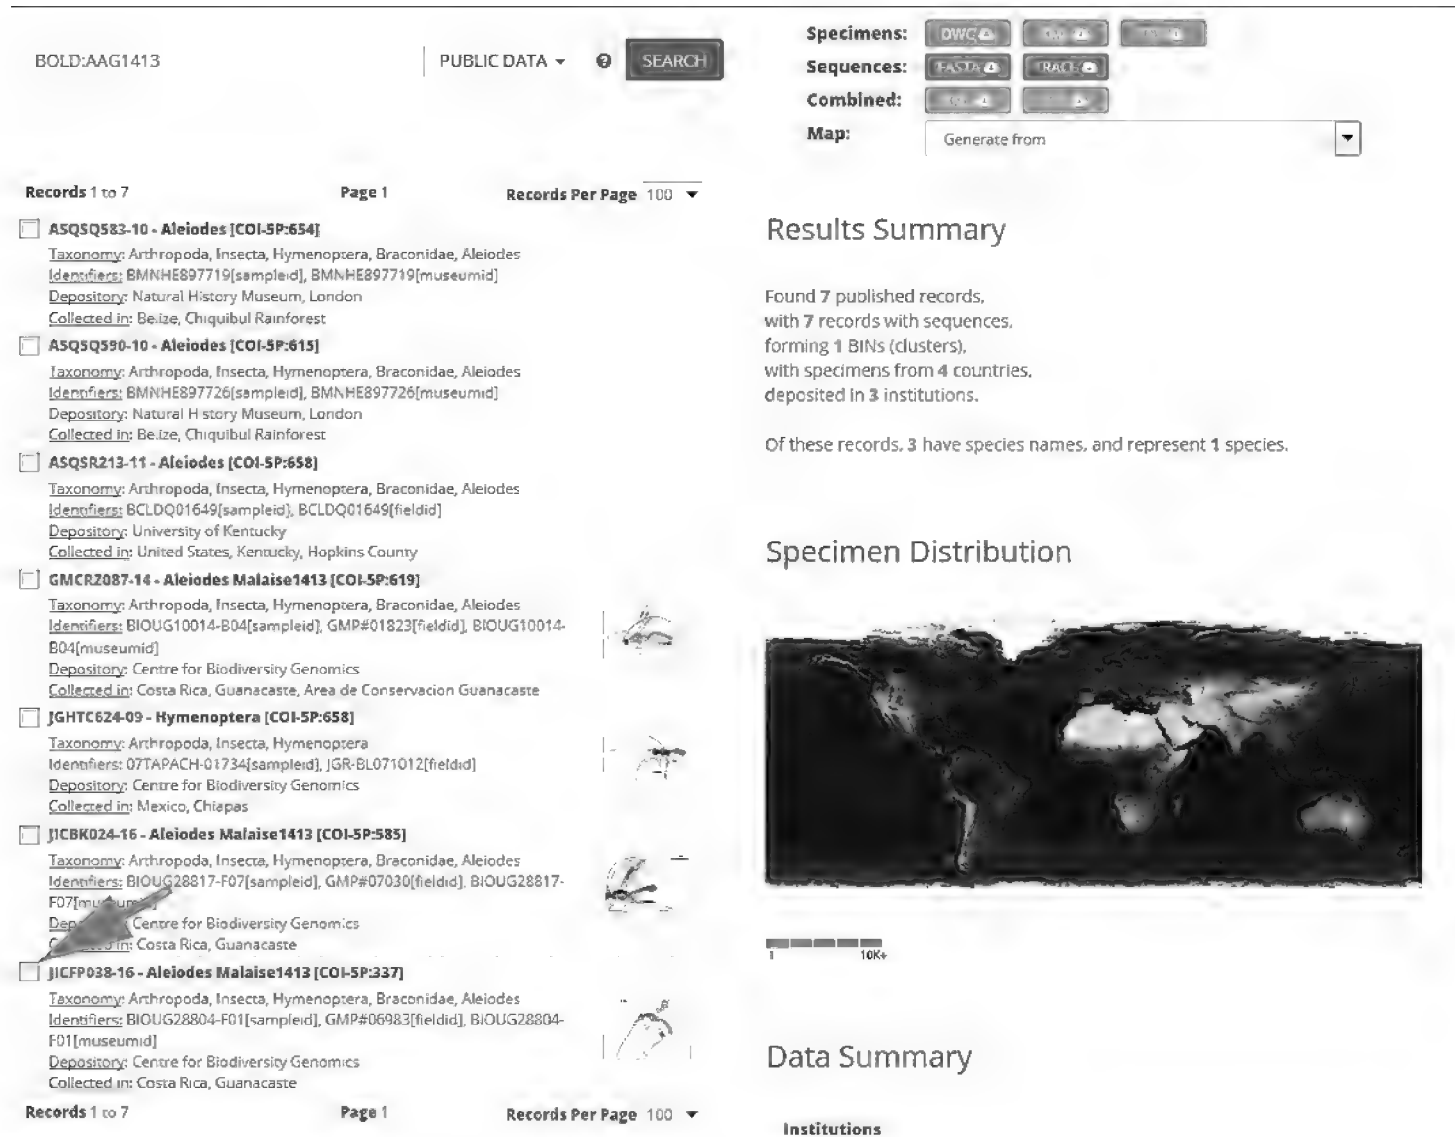 BOLD:AAG1413
PUBLIC DATA
SEARCH
Specimens: DWC
Sequences: FASTA TRACE
Combined:
Map: Generate from
Records 1 to 7 Page 1 Records Per Page 100
ASQSQ583-10 - Aleiodes [COI-5P:654]
Taxonomy: Arthropoda, Insecta, Hymenoptera, Braconidae, Aleiodes
Identifiers: BMNHE897719[sampleid], BMNHE897719[museumid]
Depository: Natural History Museum, London
Collected in: Belize, Chiquibul Rainforest
ASQSQ590-10 - Aleiodes [COI-5P:615]
Taxonomy: Arthropoda, Insecta, Hymenoptera, Braconidae, Aleiodes
Identifiers: BMNHE897726[sampleid], BMNHE897726[museumid]
Depository: Natural History Museum, London
Collected in: Belize, Chiquibul Rainforest
ASQSR213-11 - Aleiodes [COI-5P:658]
Taxonomy: Arthropoda, Insecta, Hymenoptera, Braconidae, Aleiodes
Identifiers: BCLDQ01649[sampleid], BCLDQ01649[fieldid]
Depository: University of Kentucky
Collected in: United States, Kentucky, Hopkins County
GMCRZ087-14 - Aleiodes Malaise1413 [COI-5P:619]
Taxonomy: Arthropoda, Insecta, Hymenoptera, Braconidae, Aleiodes
Identifiers: BIOUG10014-B04[sampleid], GMP#01823[fieldid], BIOUG10014-
B04[museumid]
Depository: Centre for Biodiversity Genomics
Collected in: Costa Rica, Guanacaste, Area de Conservacion Guanacaste
JGHTC624-09 - Hymenoptera [COI-5P:658]
Taxonomy: Arthropoda, Insecta, Hymenoptera
Identifiers: 07TAPACH-01734[sampleid], JGR-BL071012[fieldid]
Depository: Centre for Biodiversity Genomics
Collected in: Mexico, Chiapas
JICBK024-16 - Aleiodes Malaise1413 [COI-5P:585]
Taxonomy: Arthropoda, Insecta, Hymenoptera, Braconidae, Aleiodes
Identifiers: BIOUG28817-F07[sampleid], GMP#07030[fieldid], BIOUG28817-
F07[museumid]
Depository: Centre for Biodiversity Genomics
Collected in: Costa Rica, Guanacaste
JICFP038-16 - Aleiodes Malaise1413 [COI-5P:337]
Taxonomy: Arthropoda, Insecta, Hymenoptera, Braconidae, Aleiodes
Identifiers: BIOUG28804-F01[sampleid], GMP#06983[fieldid], BIOUG28804-
F01[museumid]
Depository: Centre for Biodiversity Genomics
Collected in: Costa Rica, Guanacaste
Records 1 to 7 Page 1 Records Per Page 100
Results Summary
Found 7 published records,
with 7 records with sequences,
forming 1 BINs (clusters),
with specimens from 4 countries,
deposited in 3 institutions.
Of these records, 3 have species names, and represent 1 species.
Specimen Distribution
1 10K+
Data Summary
Institutions